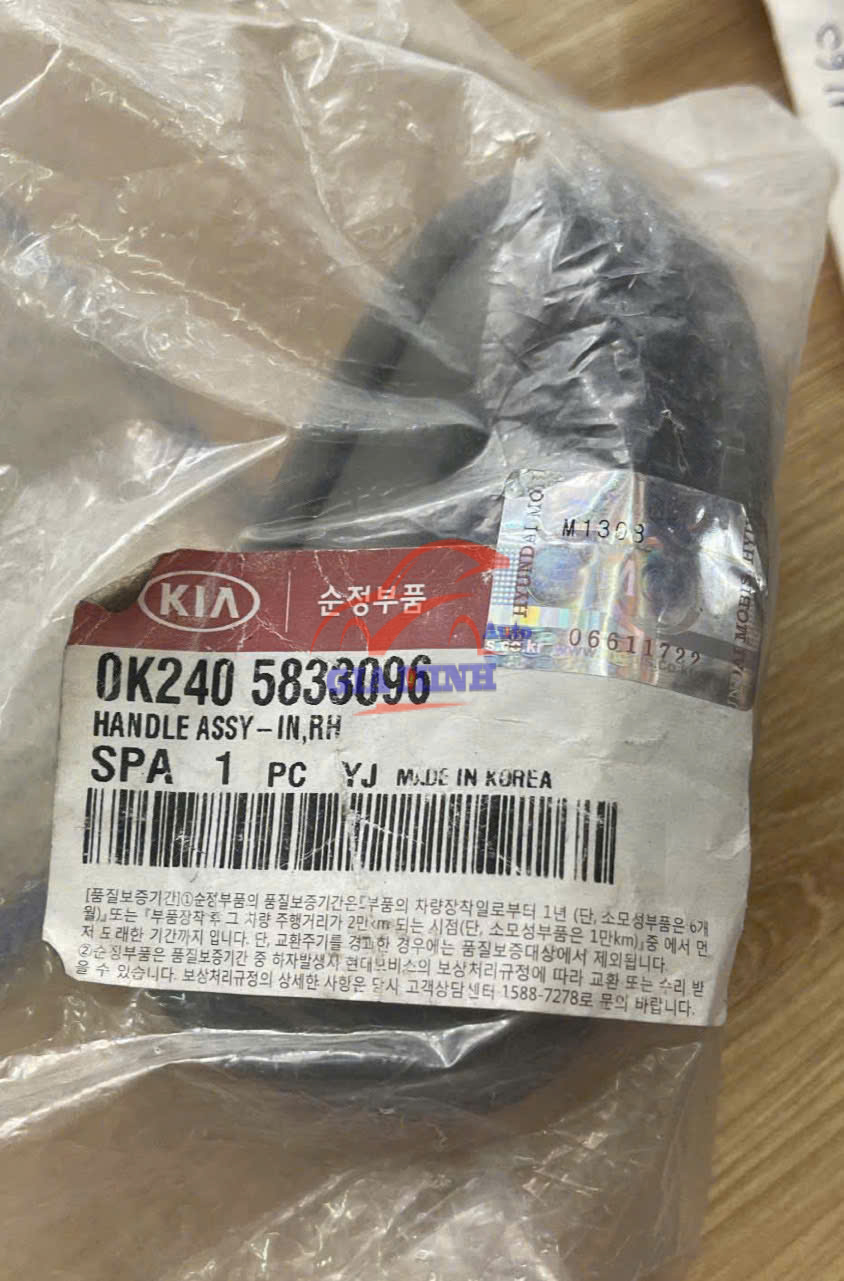 M1308
HYUNDAI
06611722
KIA
순정부품
Auto
GIA
0K240 5833096
HANDLE ASSY-IN,RH
SPA 1 PC YJ MADE IN KOREA
[품질보증기간]①순정부품의 품질보증기간은『부품의 차량장착일로부터 1년 (단, 소모성부품은 6개
월)』또는 『부품장착 후 그 차량 주행거리가 2만km 되는 시점(단, 소모성부품은 1만km)』중 에서 먼
저 도래한 기간까지 입니다. 단, 교환주기를 경과한 경우에는 품질보증대상에서 제외됩니다.
②순정부품은 품질보증기간 중 하자발생시 현대모비스의 보상처리규정에 따라 교환 또는 수리 받
을 수 있습니다. 보상처리규정의 상세한 사항은 당사 고객상담센터 1588-7278로 문의 바랍니다.